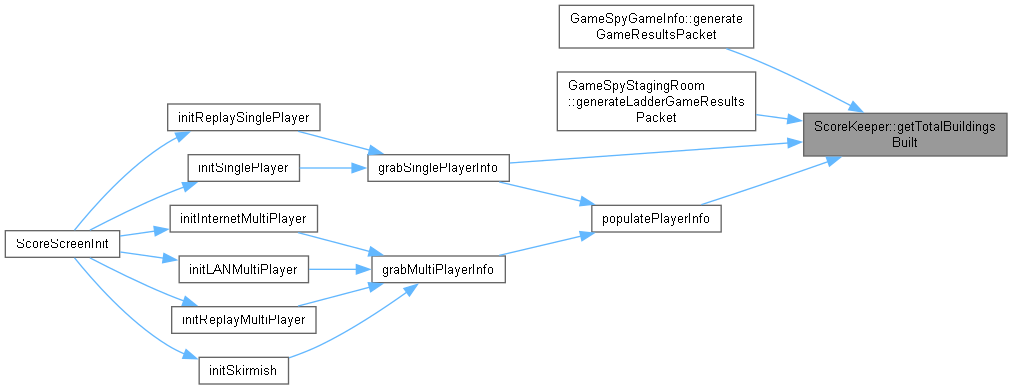 GameSpyGameInfo::generate
GameResultsPacket
GameSpyStagingRoom
::generateLadderGameResults
Packet
ScoreKeeper::getTotalBuildings
Built
initReplaySinglePlayer
initSinglePlayer
grabSinglePlayerInfo
initInternetMultiPlayer
populatePlayerInfo
ScoreScreenInit
initLANMultiPlayer
grabMultiPlayerInfo
initReplayMultiPlayer
initSkirmish